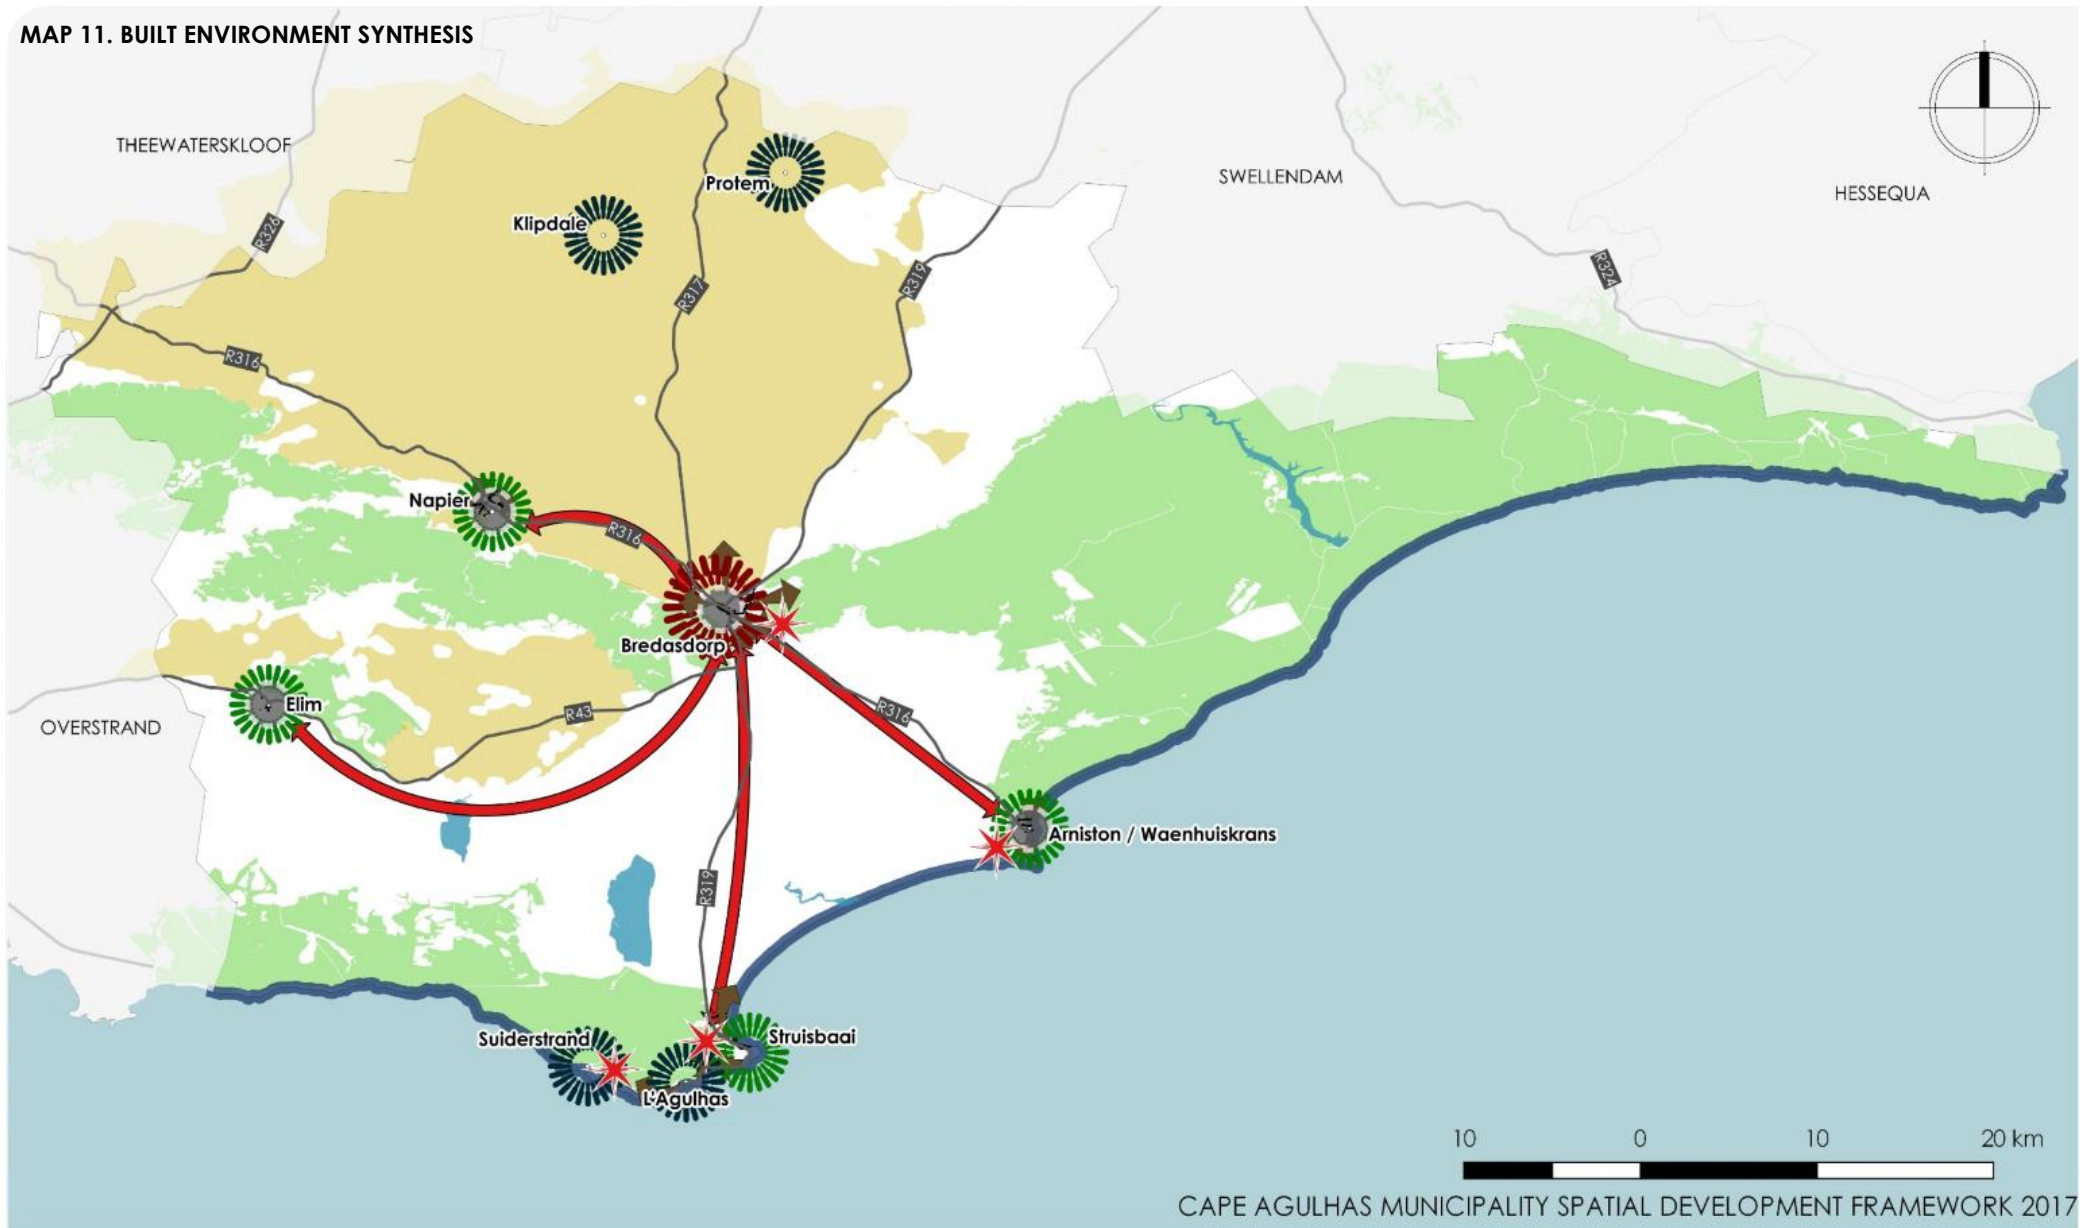 MAP 11. BUILT ENVIRONMENT SYNTHESIS
THEEWATERSKLOOF
SWELLENDAM
HESSEQUA
Protem
Klipdale
R326
R319
R324
R317
R316
Napier
R316
Bredasdorp
Elim
R43
R316
OVERSTRAND
Arniston / Waenhuiskrans
R319
Suiderstrand
Struisbaai
L'Agulhas
10 0 10 20 km
CAPE AGULHAS MUNICIPALITY SPATIAL DEVELOPMENT FRAMEWORK 2017